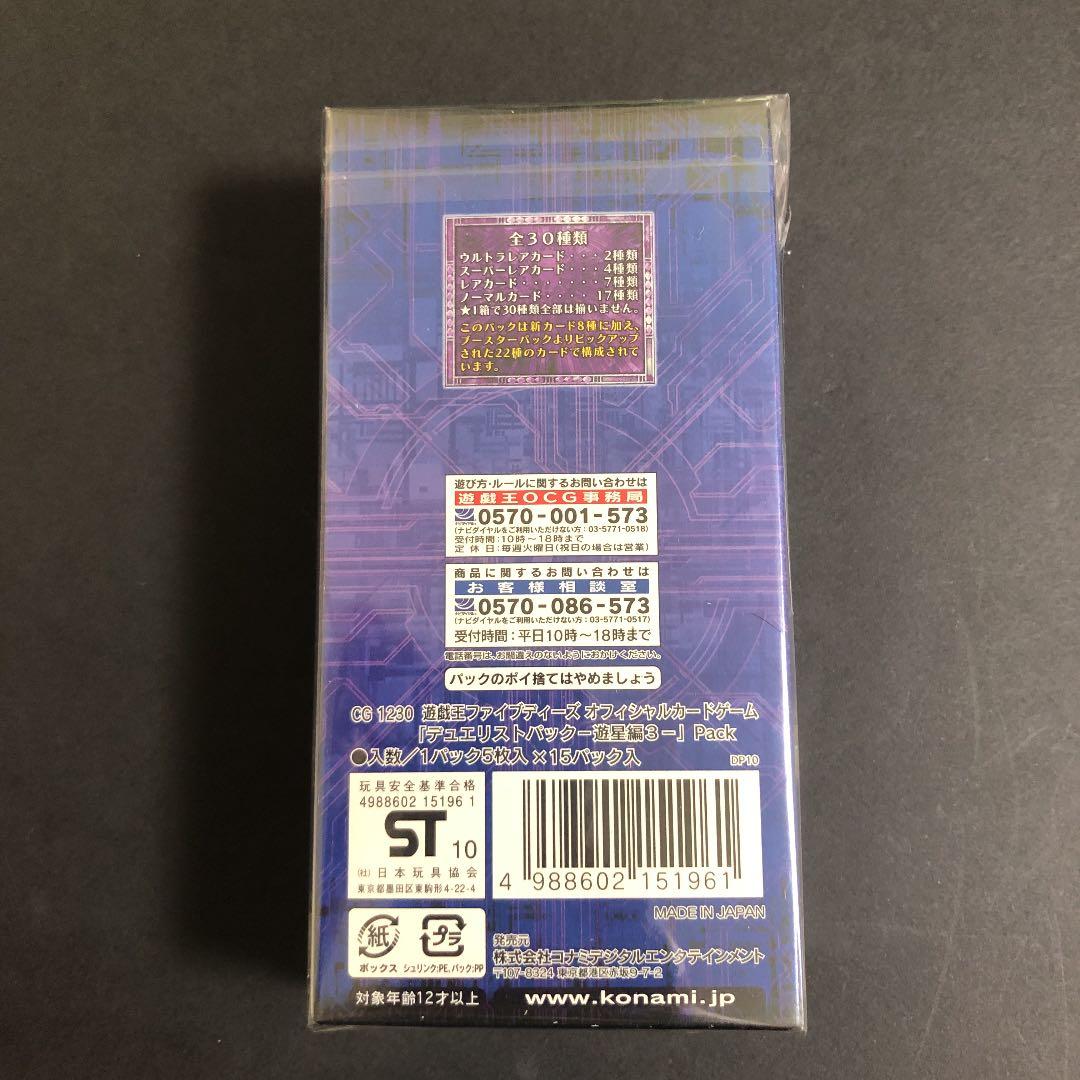 全30種類
ウルトラレアカード・・・2種類
スーパーレアカード・・・4種類
レアカード・・・・・・・7種類
ノーマルカード・・・・17種類
★1箱で30種類全部は揃いません。
このパックは新カード8種に加え、
ブースターパックよりピックアップ
された22種のカードで構成されて
います。
遊び方・ルールに関するお問い合わせは
遊戯王OCG事務局
ナビダイヤル 0570-001-573
(ナビダイヤルをご利用いただけない方:03-5771-0518)
受付時間:10時〜18時まで
定休日:毎週火曜日(祝日の場合は営業)
商品に関するお問い合わせは
お客様相談室
ナビダイヤル 0570-086-573
(ナビダイヤルをご利用いただけない方:03-5771-0517)
受付時間:平日10時〜18時まで
電話番号は、お間違えのないようにおかけください。
パックのポイ捨てはやめましょう
CG 1230 遊戯王ファイブディーズ オフィシャルカードゲーム
「デュエリストパック-遊星編3-」Pack
●入数/1パック5枚入×15パック入 DP10
玩具安全基準合格
4988602 15196 1
ST 10
(社)日本玩具協会
東京都墨田区東駒形4-22-4
4 988602 151961
MADE IN JAPAN
紙 プラ
ボックス シュリンク:PE,パック:PP
発売元
株式会社コナミデジタルエンタテインメント
〒107-8324 東京都港区赤坂9-7-2
対象年齢12才以上 www.konami.jp